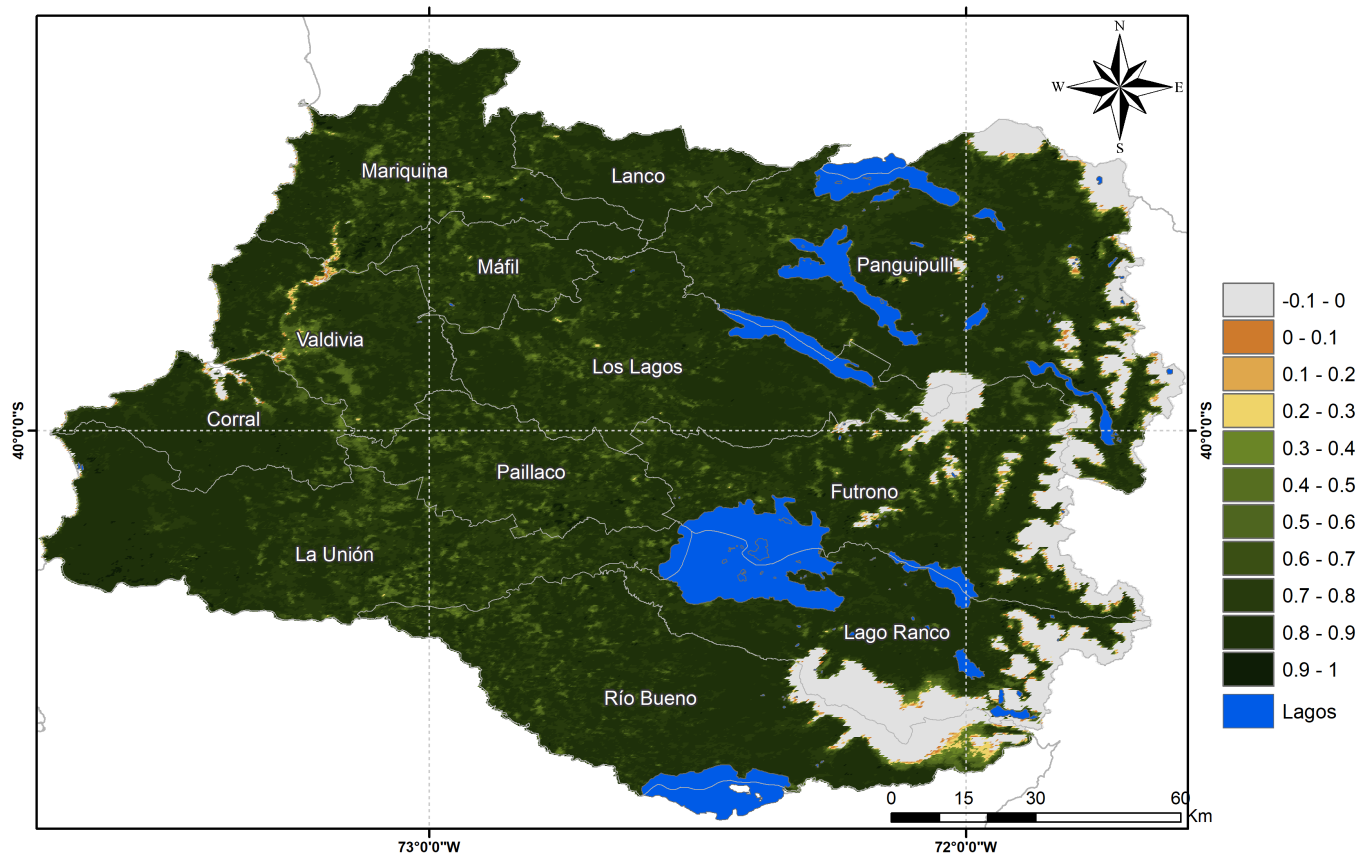 N
W E
S
Mariquina
Lanco
Máfil
Panguipulli
Valdivia
Los Lagos
Corral
Paillaco
Futrono
La Unión
Lago Ranco
Río Bueno
40°0'0"S
40°0'0"S
73°0'0"W
72°0'0"W
0 15 30 60
Km
-0.1 - 0
0 - 0.1
0.1 - 0.2
0.2 - 0.3
0.3 - 0.4
0.4 - 0.5
0.5 - 0.6
0.6 - 0.7
0.7 - 0.8
0.8 - 0.9
0.9 - 1
Lagos